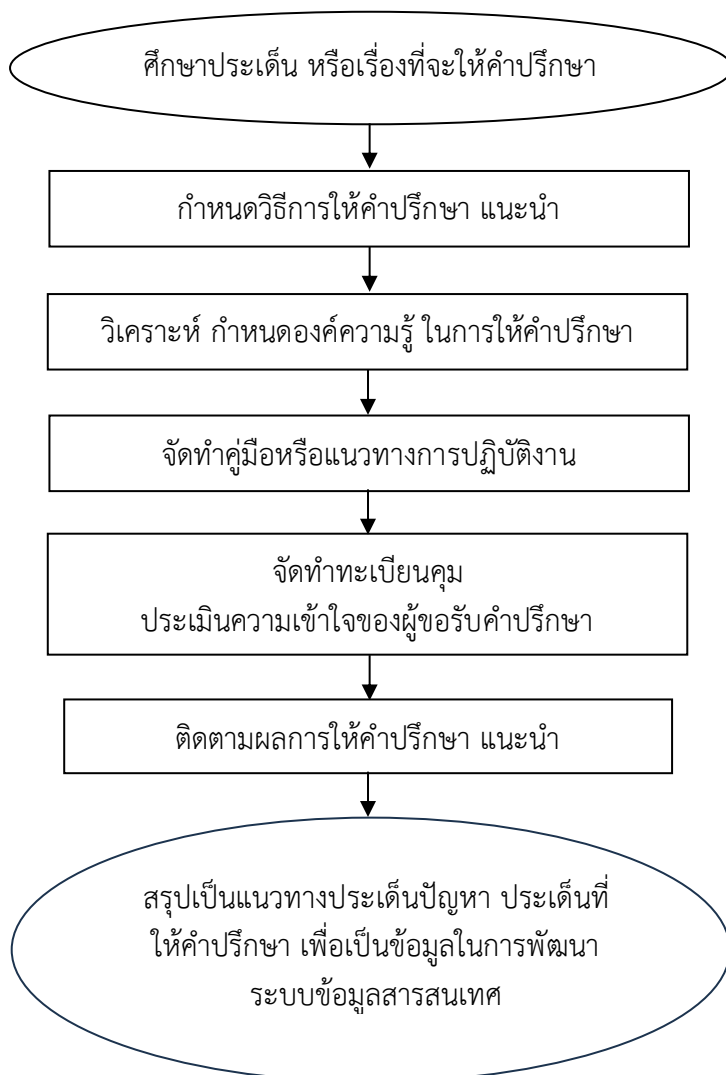 ศึกษาประเด็น หรือเรื่องที่จะให้คำปรึกษา
กำหนดวิธีการให้คำปรึกษา แนะนำ
วิเคราะห์ กำหนดองค์ความรู้ ในการให้คำปรึกษา
จัดทำคู่มือหรือแนวทางการปฏิบัติงาน
จัดทำทะเบียนคุม
ประเมินความเข้าใจของผู้ขอรับคำปรึกษา
ติดตามผลการให้คำปรึกษา แนะนำ
สรุปเป็นแนวทางประเด็นปัญหา ประเด็นที่
ให้คำปรึกษา เพื่อเป็นข้อมูลในการพัฒนา
ระบบข้อมูลสารสนเทศ